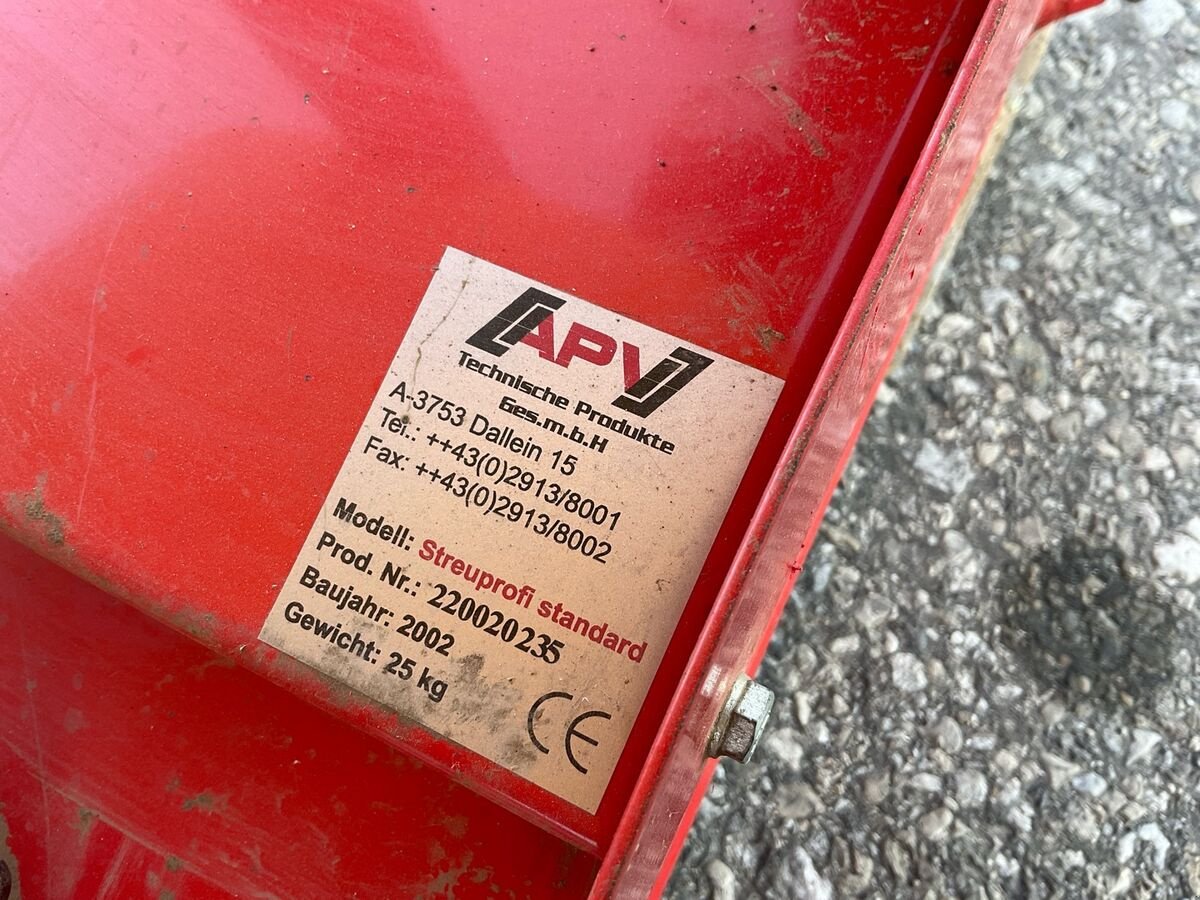 APV
Technische Produkte
Ges.m.b.H
A-3753 Dallein 15
Tel.: ++43(0)2913/8001
Fax: ++43(0)2913/8002
Modell: Streuprofi standard
Prod. Nr.: 220020235
Baujahr: 2002
Gewicht: 25 kg
CE